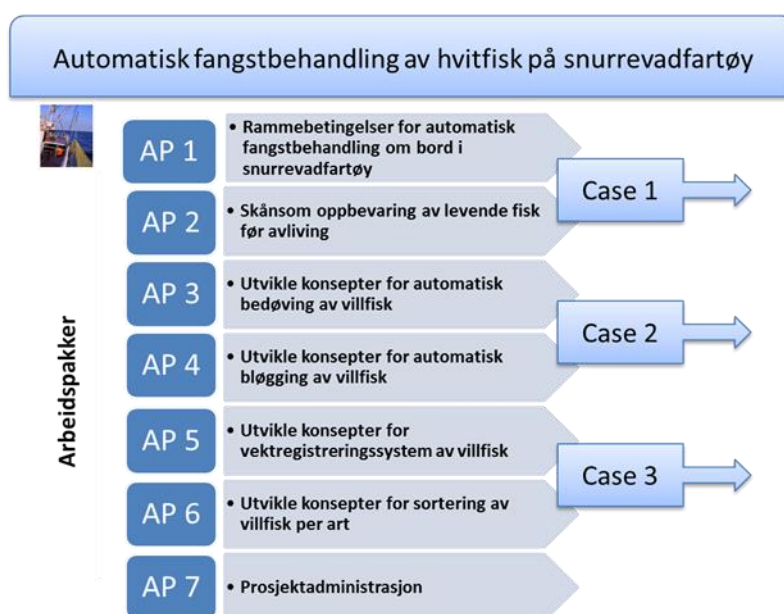 Automatisk fangstbehandling av hvitfisk på snurrevadfartøy
Arbeidspakker
AP 1
• Rammebetingelser for automatisk
fangstbehandling om bord i
snurrevadfartøy
AP 2
• Skånsom oppbevaring av levende fisk
før avliving
Case 1
AP 3
• Utvikle konsepter for automatisk
bedøving av villfisk
AP 4
• Utvikle konsepter for automatisk
bløgging av villfisk
Case 2
AP 5
• Utvikle konsepter for
vektregistreringssystem av villfisk
AP 6
• Utvikle konsepter for sortering av
villfisk per art
Case 3
AP 7
• Prosjektadministrasjon